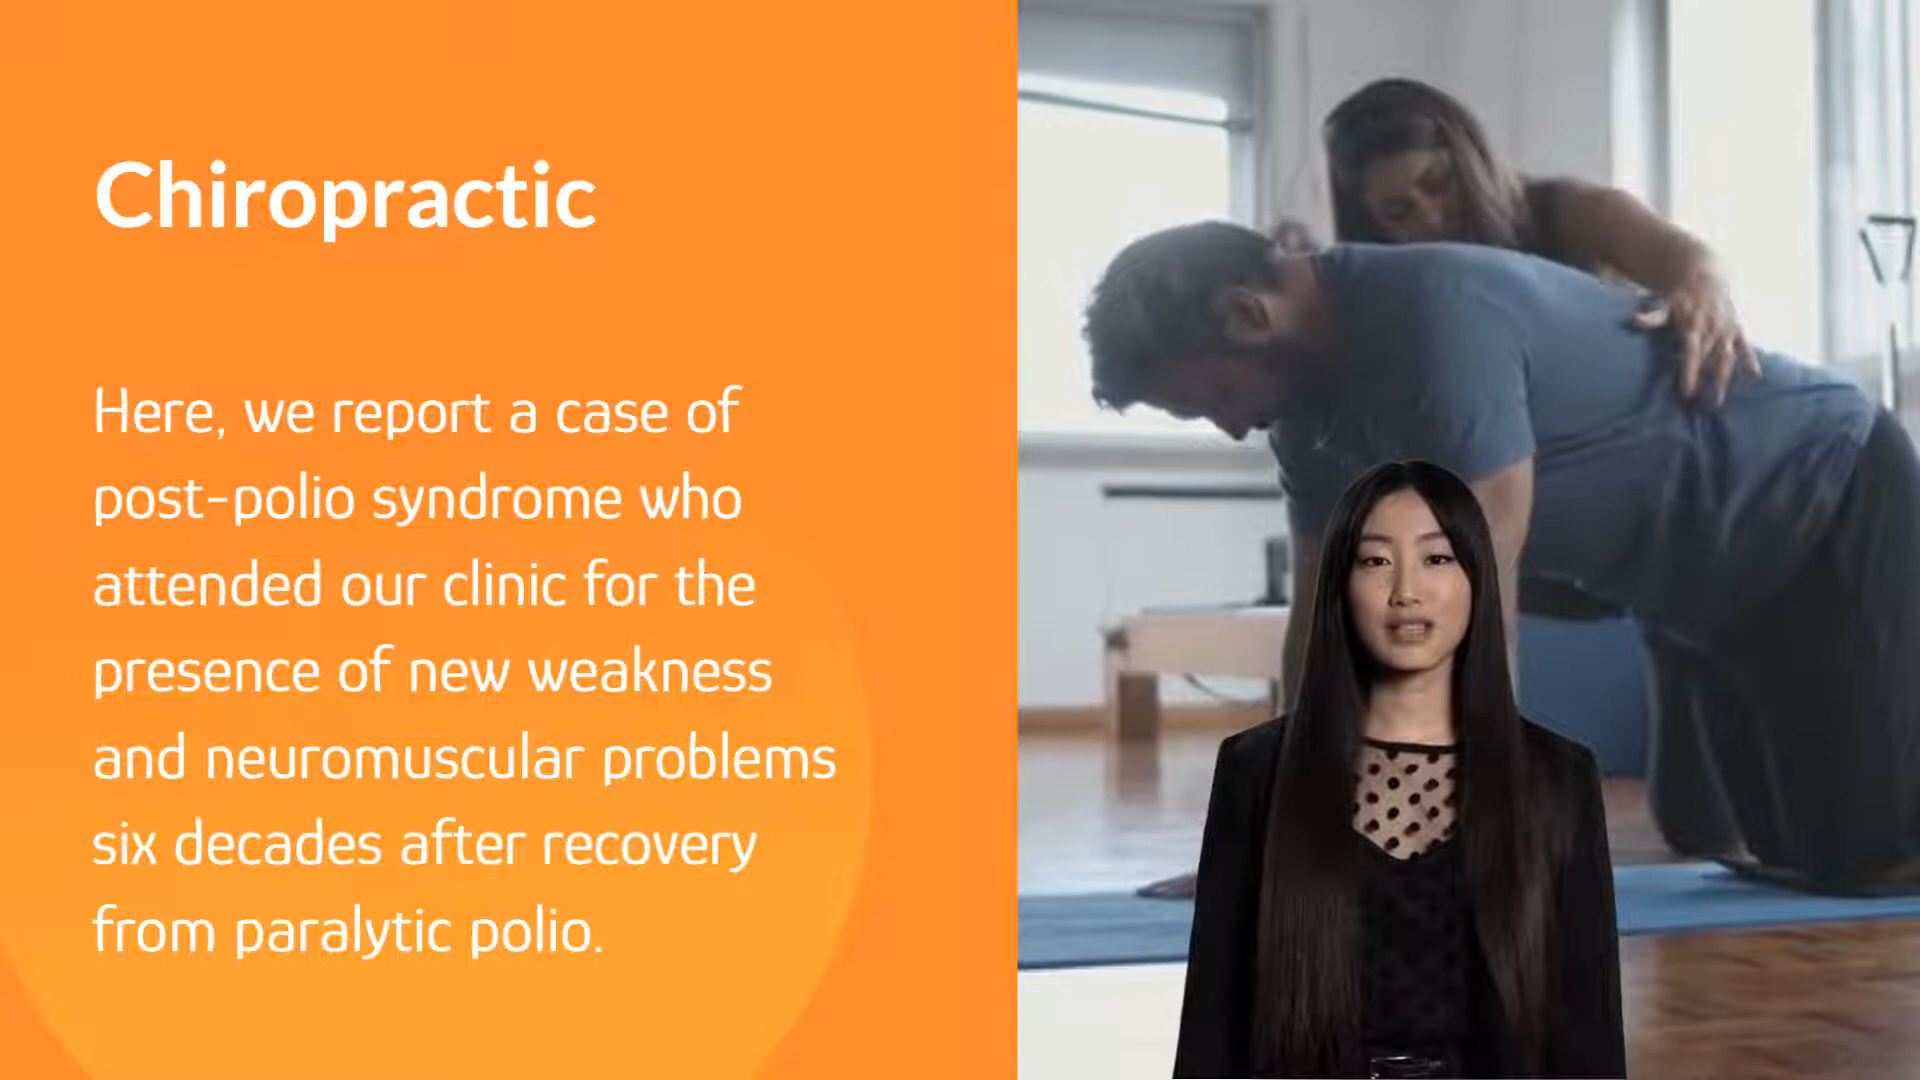 Chiropractic
Here, we report a case of
post-polio syndrome who
attended our clinic for the
presence of new weakness
and neuromuscular problems
six decades after recovery
from paralytic polio.